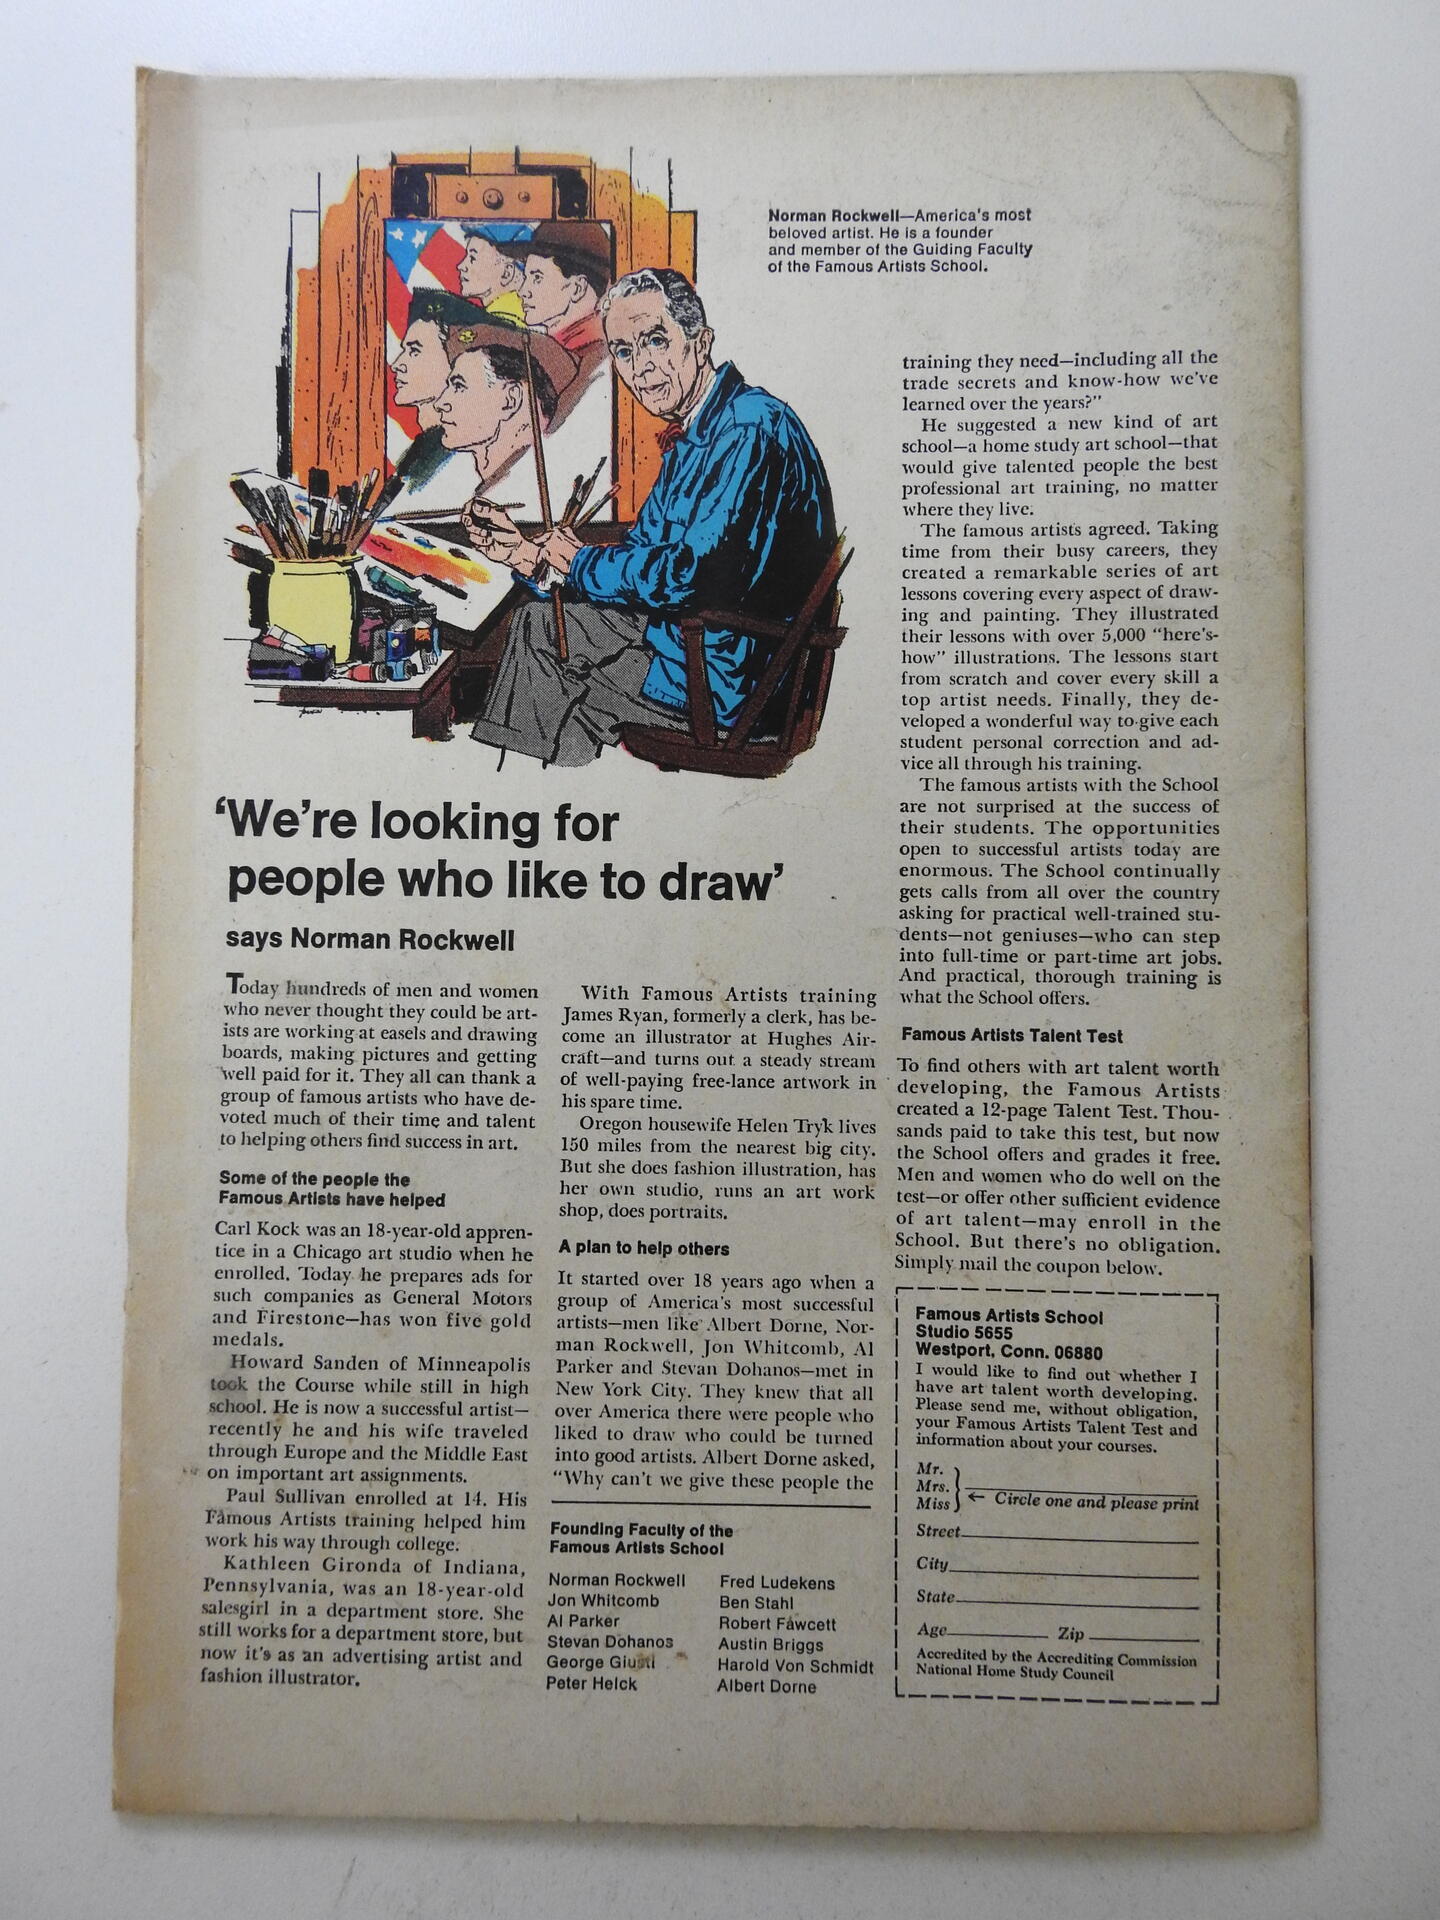 Norman Rockwell—America's most
beloved artist. He is a founder
and member of the Guiding Faculty
of the Famous Artists School.
'We're looking for
people who like to draw'
says Norman Rockwell
Today hundreds of men and women
who never thought they could be art-
ists are working at easels and drawing
boards, making pictures and getting
well paid for it. They all can thank a
group of famous artists who have de-
voted much of their time and talent
to helping others find success in art.
Some of the people the
Famous Artists have helped
Carl Kock was an 18-year-old appren-
tice in a Chicago art studio when he
enrolled. Today he prepares ads for
such companies as General Motors
and Firestone—has won five gold
medals.
Howard Sanden of Minneapolis
took the Course while still in high
school. He is now a successful artist—
recently he and his wife traveled
through Europe and the Middle East
on important art assignments.
Paul Sullivan enrolled at 14. His
Famous Artists training helped him
work his way through college.
Kathleen Gironda of Indiana,
Pennsylvania, was an 18-year-old
salesgirl in a department store. She
still works for a department store, but
now it's as an advertising artist and
fashion illustrator.
With Famous Artists training
James Ryan, formerly a clerk, has be-
come an illustrator at Hughes Air-
craft—and turns out a steady stream
of well-paying free-lance artwork in
his spare time.
Oregon housewife Helen Tryk lives
150 miles from the nearest big city.
But she does fashion illustration, has
her own studio, runs an art work
shop, does portraits.
A plan to help others
It started over 18 years ago when a
group of America's most successful
artists—men like Albert Dorne, Nor-
man Rockwell, Jon Whitcomb, Al
Parker and Stevan Dohanos—met in
New York City. They knew that all
over America there were people who
liked to draw who could be turned
into good artists. Albert Dorne asked,
"Why can't we give these people the
Founding Faculty of the
Famous Artists School
Norman Rockwell
Jon Whitcomb
Al Parker
Stevan Dohanos
George Giusti
Peter Helck
Fred Ludekens
Ben Stahl
Robert Fawcett
Austin Briggs
Harold Von Schmidt
Albert Dorne
training they need—including all the
trade secrets and know-how we've
learned over the years?"
He suggested a new kind of art
school—a home study art school—that
would give talented people the best
professional art training, no matter
where they live.
The famous artists agreed. Taking
time from their busy careers, they
created a remarkable series of art
lessons covering every aspect of draw-
ing and painting. They illustrated
their lessons with over 5,000 "here's-
how" illustrations. The lessons start
from scratch and cover every skill a
top artist needs. Finally, they de-
veloped a wonderful way to give each
student personal correction and ad-
vice all through his training.
The famous artists with the School
are not surprised at the success of
their students. The opportunities
open to successful artists today are
enormous. The School continually
gets calls from all over the country
asking for practical well-trained stu-
dents—not geniuses—who can step
into full-time or part-time art jobs.
And practical, thorough training is
what the School offers.
Famous Artists Talent Test
To find others with art talent worth
developing, the Famous Artists
created a 12-page Talent Test. Thou-
sands paid to take this test, but now
the School offers and grades it free.
Men and women who do well on the
test—or offer other sufficient evidence
of art talent—may enroll in the
School. But there's no obligation.
Simply mail the coupon below.
Famous Artists School
Studio 5655
Westport, Conn. 06880
I would like to find out whether I
have art talent worth developing.
Please send me, without obligation,
your Famous Artists Talent Test and
information about your courses.
Mr.
Mrs.
Miss ← Circle one and please print
Street
City
State
Age Zip
Accredited by the Accrediting Commission
National Home Study Council